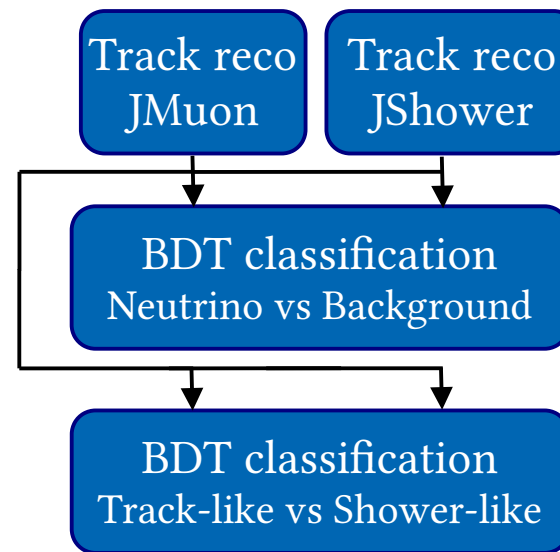 Track reco
JMuon
Track reco
JShower
BDT classification
Neutrino vs Background
BDT classification
Track-like vs Shower-like